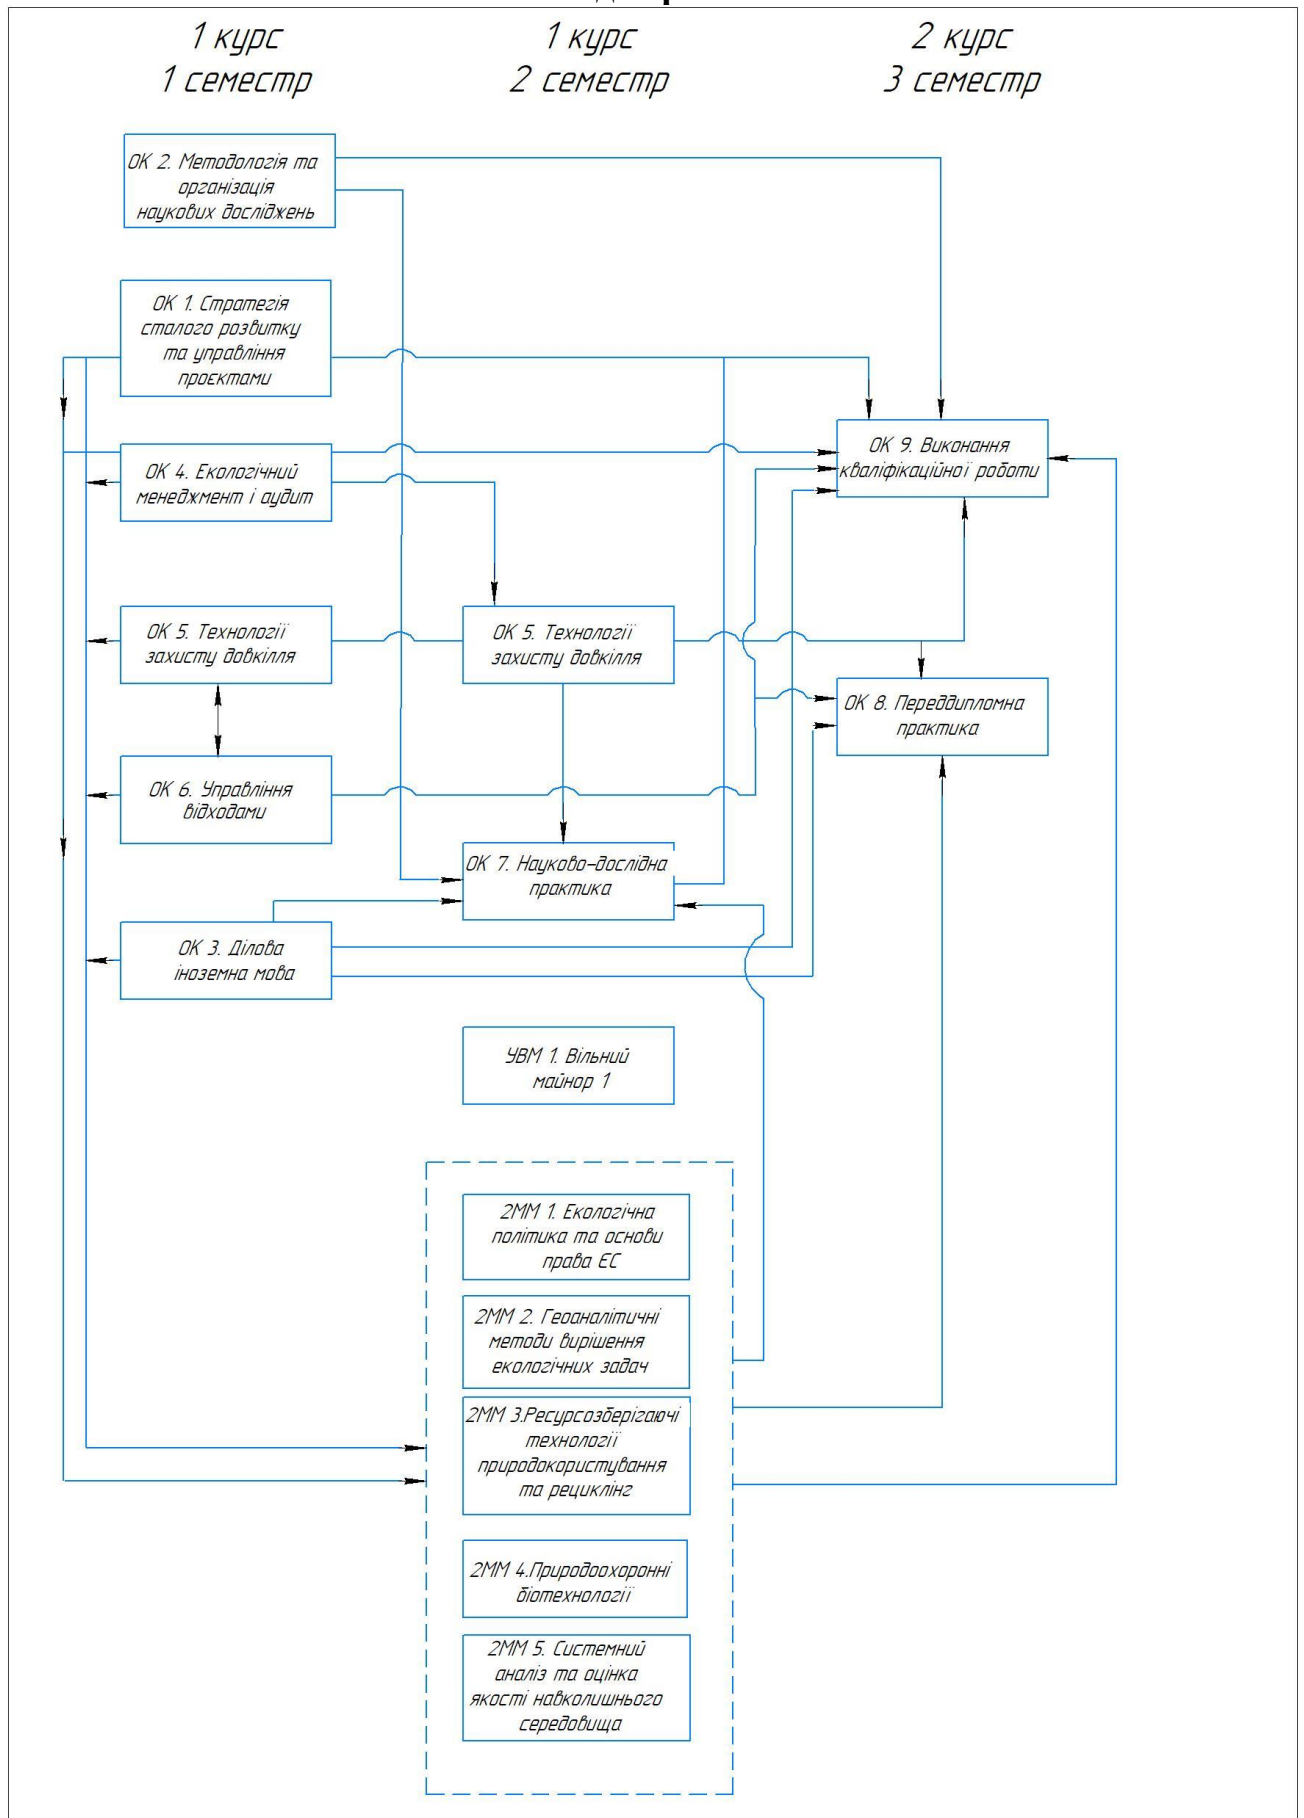 1 курс
1 семестр
1 курс
2 семестр
2 курс
3 семестр
ОК 2. Методологія та
організація
наукових досліджень
ОК 1. Стратегія
сталого розвитку
та управління
проєктами
ОК 4. Екологічний
менеджмент і аудит
ОК 5. Технології
захисту довкілля
ОК 6. Управління
відходами
ОК 3. Ділова
іноземна мова
ОК 5. Технології
захисту довкілля
ОК 7. Науково-дослідна
практика
УВМ 1. Вільний
майнор 1
2ММ 1. Екологічна
політика та основи
права ЕС
2ММ 2. Геоаналітичні
методи вирішення
екологічних задач
2ММ 3.Ресурсозберігаючі
технології
природокористування
та рециклінг
2ММ 4.Природоохоронні
біотехнології
2ММ 5. Системний
аналіз та оцінка
якості навколишнього
середовища
ОК 9. Виконання
кваліфікаційної роботи
ОК 8. Переддипломна
практика